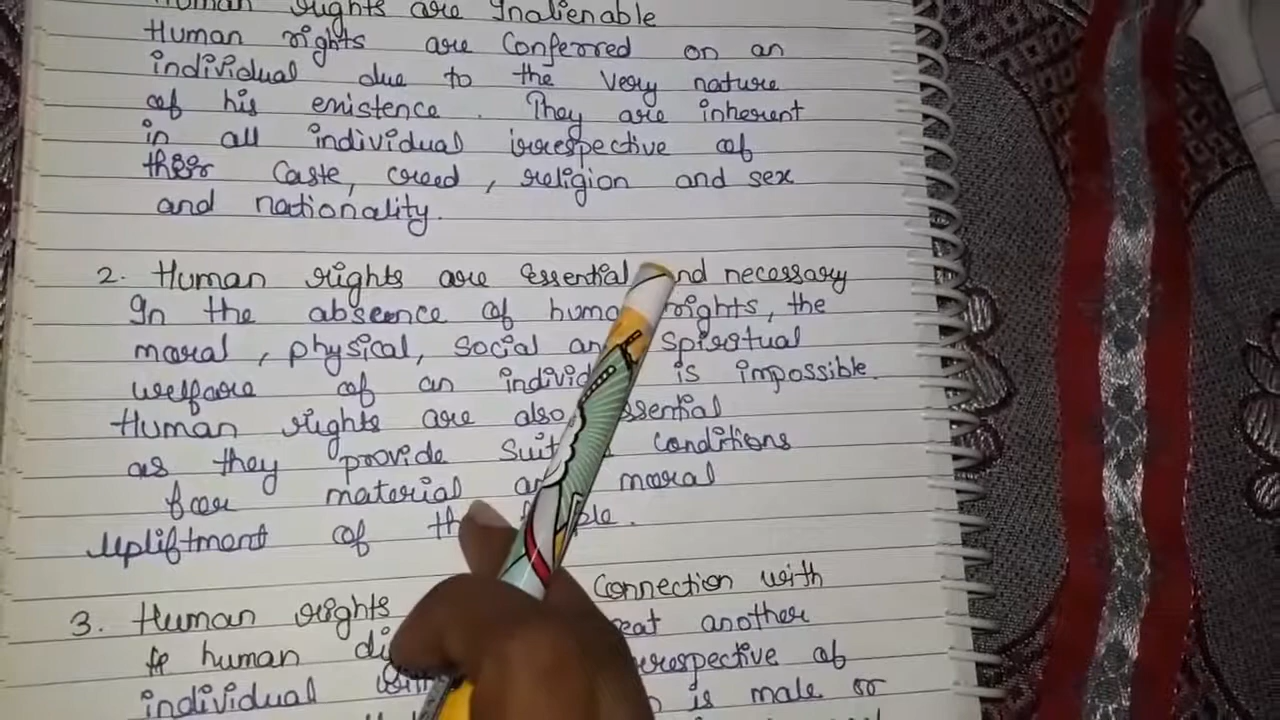 Human rights are Inalienable
Human rights are Conferred on an
individual due to the very nature
of his existence. They are inherent
in all individual irrespective of
their Caste, creed, religion and sex
and nationality.
2. Human rights are Essential and necessary
In the absence of human rights, the
moral, physical, social and spiritual
welfare of an individual is impossible.
Human rights are also essential
as they provide conditions
for material moral
upliftment of
3. Human rights Connection with
human another
individual irrespective of
is male or